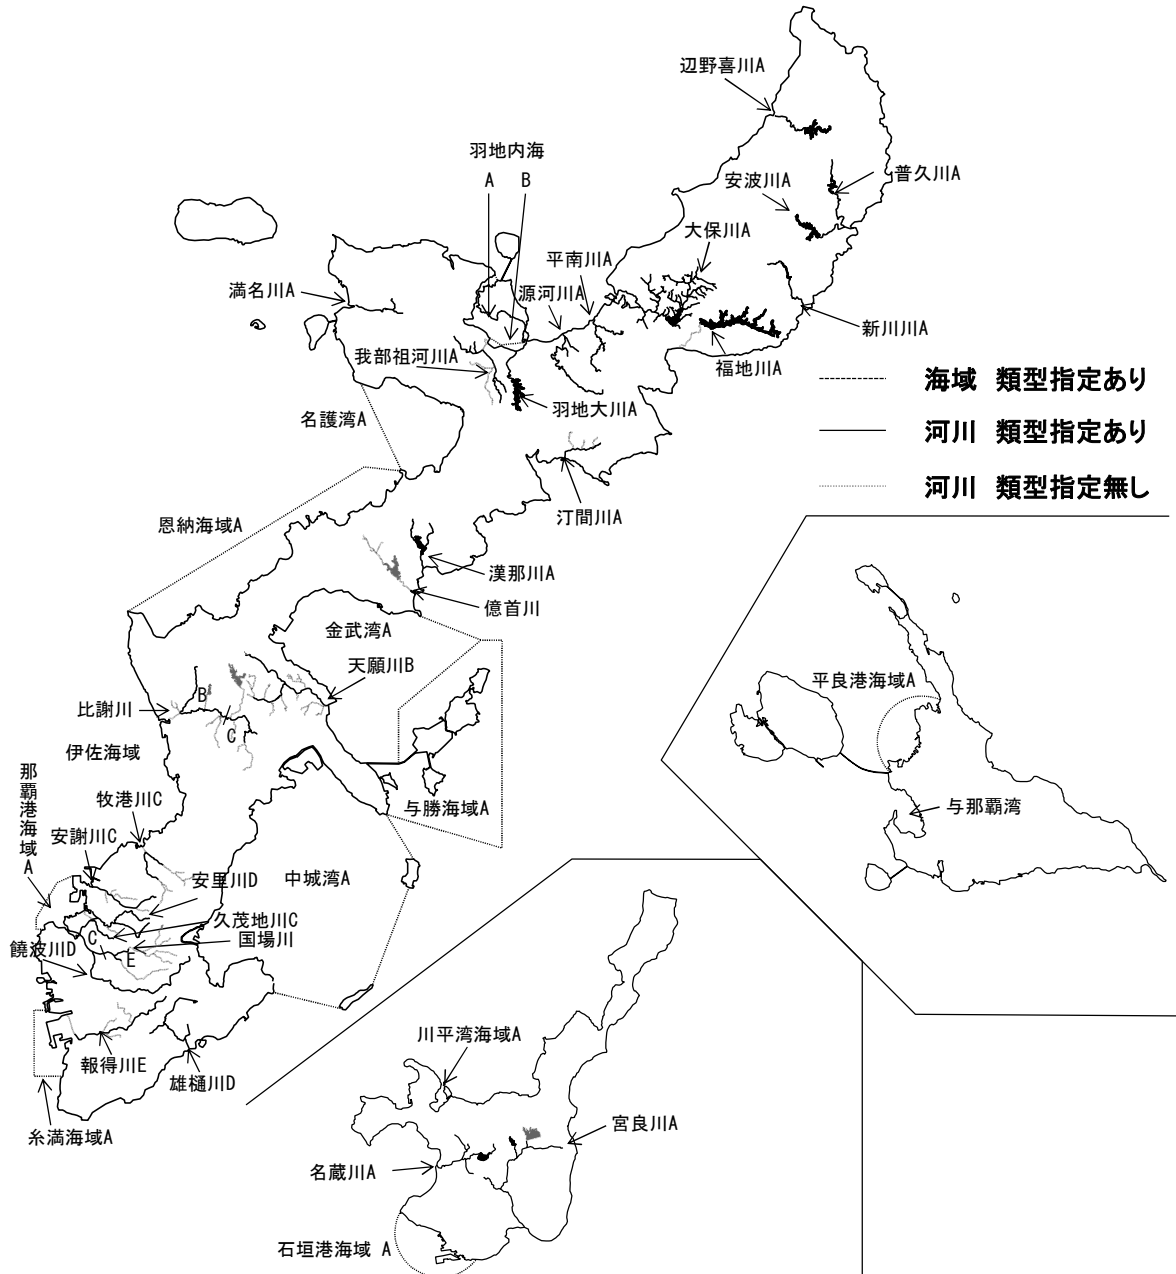 辺野喜川A
羽地内海
A B
安波川A
普久川A
大保川A
平南川A
満名川A
源河川A
新川川A
我部祖河川A
福地川A
海域 類型指定あり
羽地大川A
名護湾A
河川 類型指定あり
河川 類型指定無し
汀間川A
恩納海域A
漢那川A
億首川
金武湾A
天願川B
平良港海域A
B
比謝川
C
伊佐海域
那覇港海域A
牧港川C
与勝海域A
与那覇湾
安謝川C
安里川D
中城湾A
久茂地川C
C
国場川
饒波川D
E
川平湾海域A
報得川E
雄樋川D
宮良川A
糸満海域A
名蔵川A
石垣港海域 A